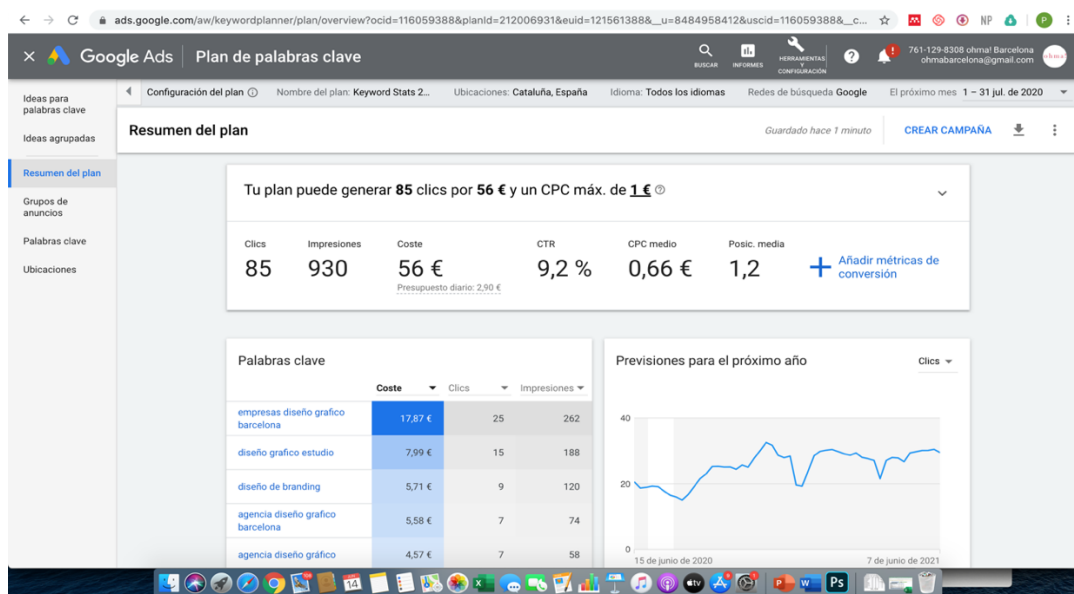 ads.google.com/aw/keywordplanner/plan/overview?ocid=116059388&planId=212006931&euid=121561388&__u=8484958412&uscid=116059388&__c...
NP
P
Google Ads | Plan de palabras clave
BUSCAR
INFORMES
HERRAMIENTAS
Y
CONFIGURACIÓN
761-129-8308 ohma! Barcelona
ohmabarcelona@gmail.com
ohma!
Ideas para
palabras clave
Ideas agrupadas
Resumen del plan
Grupos de
anuncios
Palabras clave
Ubicaciones
Configuración del plan
Nombre del plan: Keyword Stats 2...
Ubicaciones: Cataluña, España
Idioma: Todos los idiomas
Redes de búsqueda Google
El próximo mes 1 – 31 jul. de 2020
Resumen del plan
Guardado hace 1 minuto
CREAR CAMPAÑA
Tu plan puede generar 85 clics por 56 € y un CPC máx. de 1 €
Clics Impresiones Coste CTR CPC medio Posic. media
85 930 56 € 9,2 % 0,66 € 1,2
Presupuesto diario: 2,90 €
Añadir métricas de
conversión
Palabras clave
Coste Clics Impresiones
empresas diseño grafico
barcelona
17,87 € 25 262
diseño grafico estudio 7,99 € 15 188
diseño de branding 5,71 € 9 120
agencia diseño grafico
barcelona
5,58 € 7 74
agencia diseño gráfico 4,57 € 7 58
Previsiones para el próximo año
Clics
40
20
0
15 de junio de 2020
7 de junio de 2021
14
tv
Ps